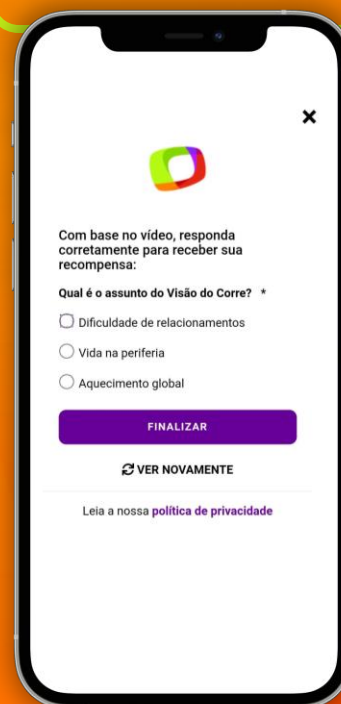 Com base no vídeo, responda
corretamente para receber sua
recompensa:
Qual é o assunto do Visão do Corre? *
Dificuldade de relacionamentos
Vida na periferia
Aquecimento global
FINALIZAR
VER NOVAMENTE
Leia a nossa política de privacidade